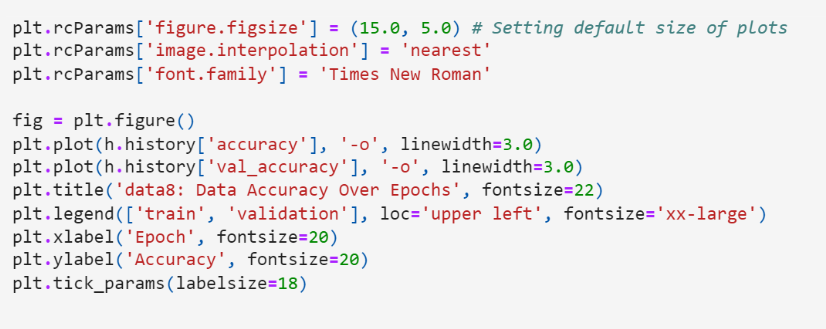 plt.rcParams['figure.figsize'] = (15.0, 5.0) # Setting default size of plots
plt.rcParams['image.interpolation'] = 'nearest'
plt.rcParams['font.family'] = 'Times New Roman'

fig = plt.figure()
plt.plot(h.history['accuracy'], '-o', linewidth=3.0)
plt.plot(h.history['val_accuracy'], '-o', linewidth=3.0)
plt.title('data8: Data Accuracy Over Epochs', fontsize=22)
plt.legend(['train', 'validation'], loc='upper left', fontsize='xx-large')
plt.xlabel('Epoch', fontsize=20)
plt.ylabel('Accuracy', fontsize=20)
plt.tick_params(labelsize=18)